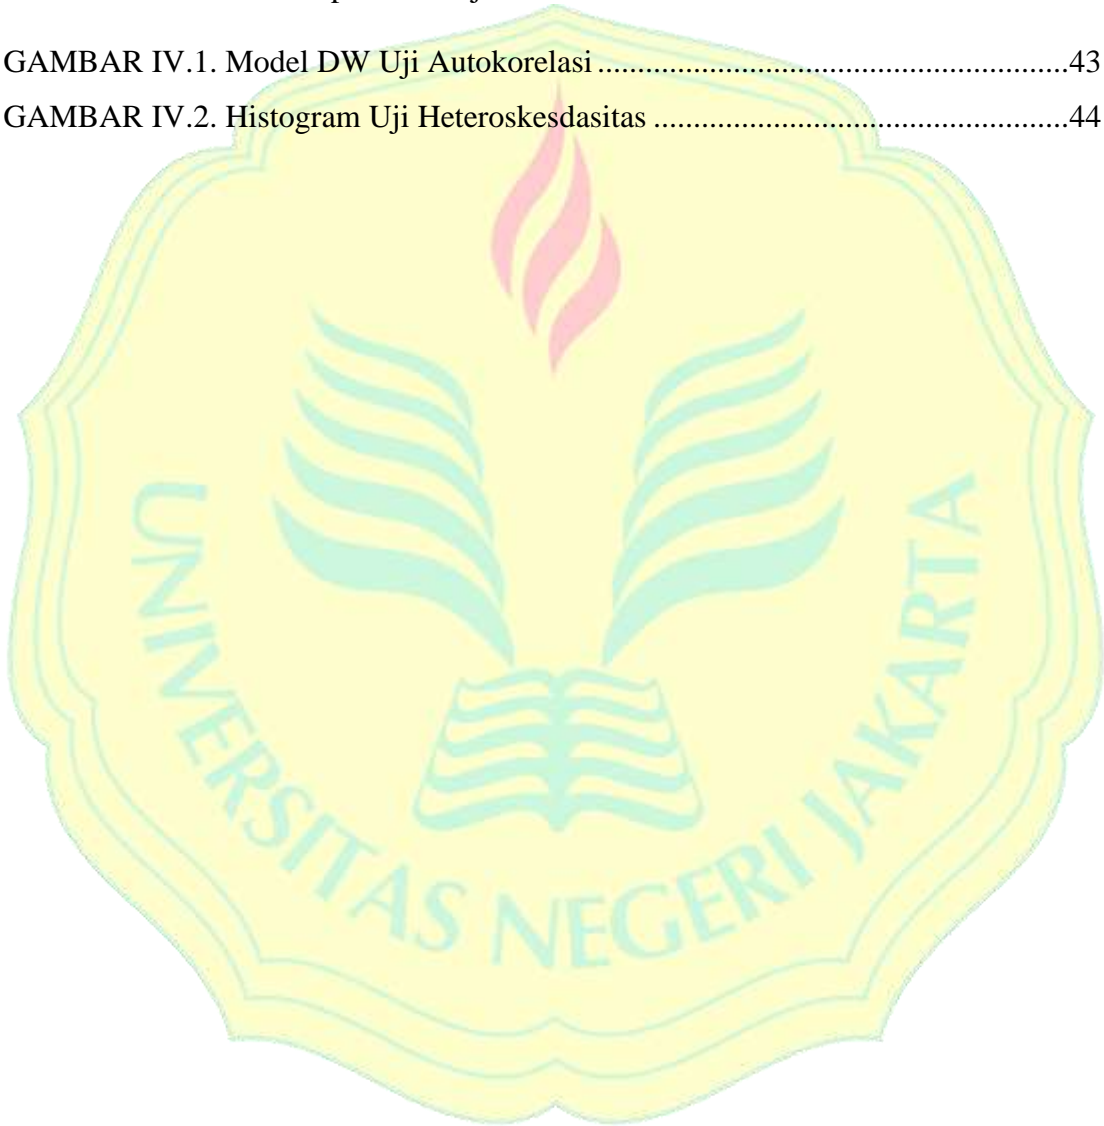 GAMBAR IV.1. Model DW Uji Autokorelasi..........................................................43
GAMBAR IV.2. Histogram Uji Heteroskesdasitas ...................................................44
UNIVERSITAS NEGERI JAKARTA